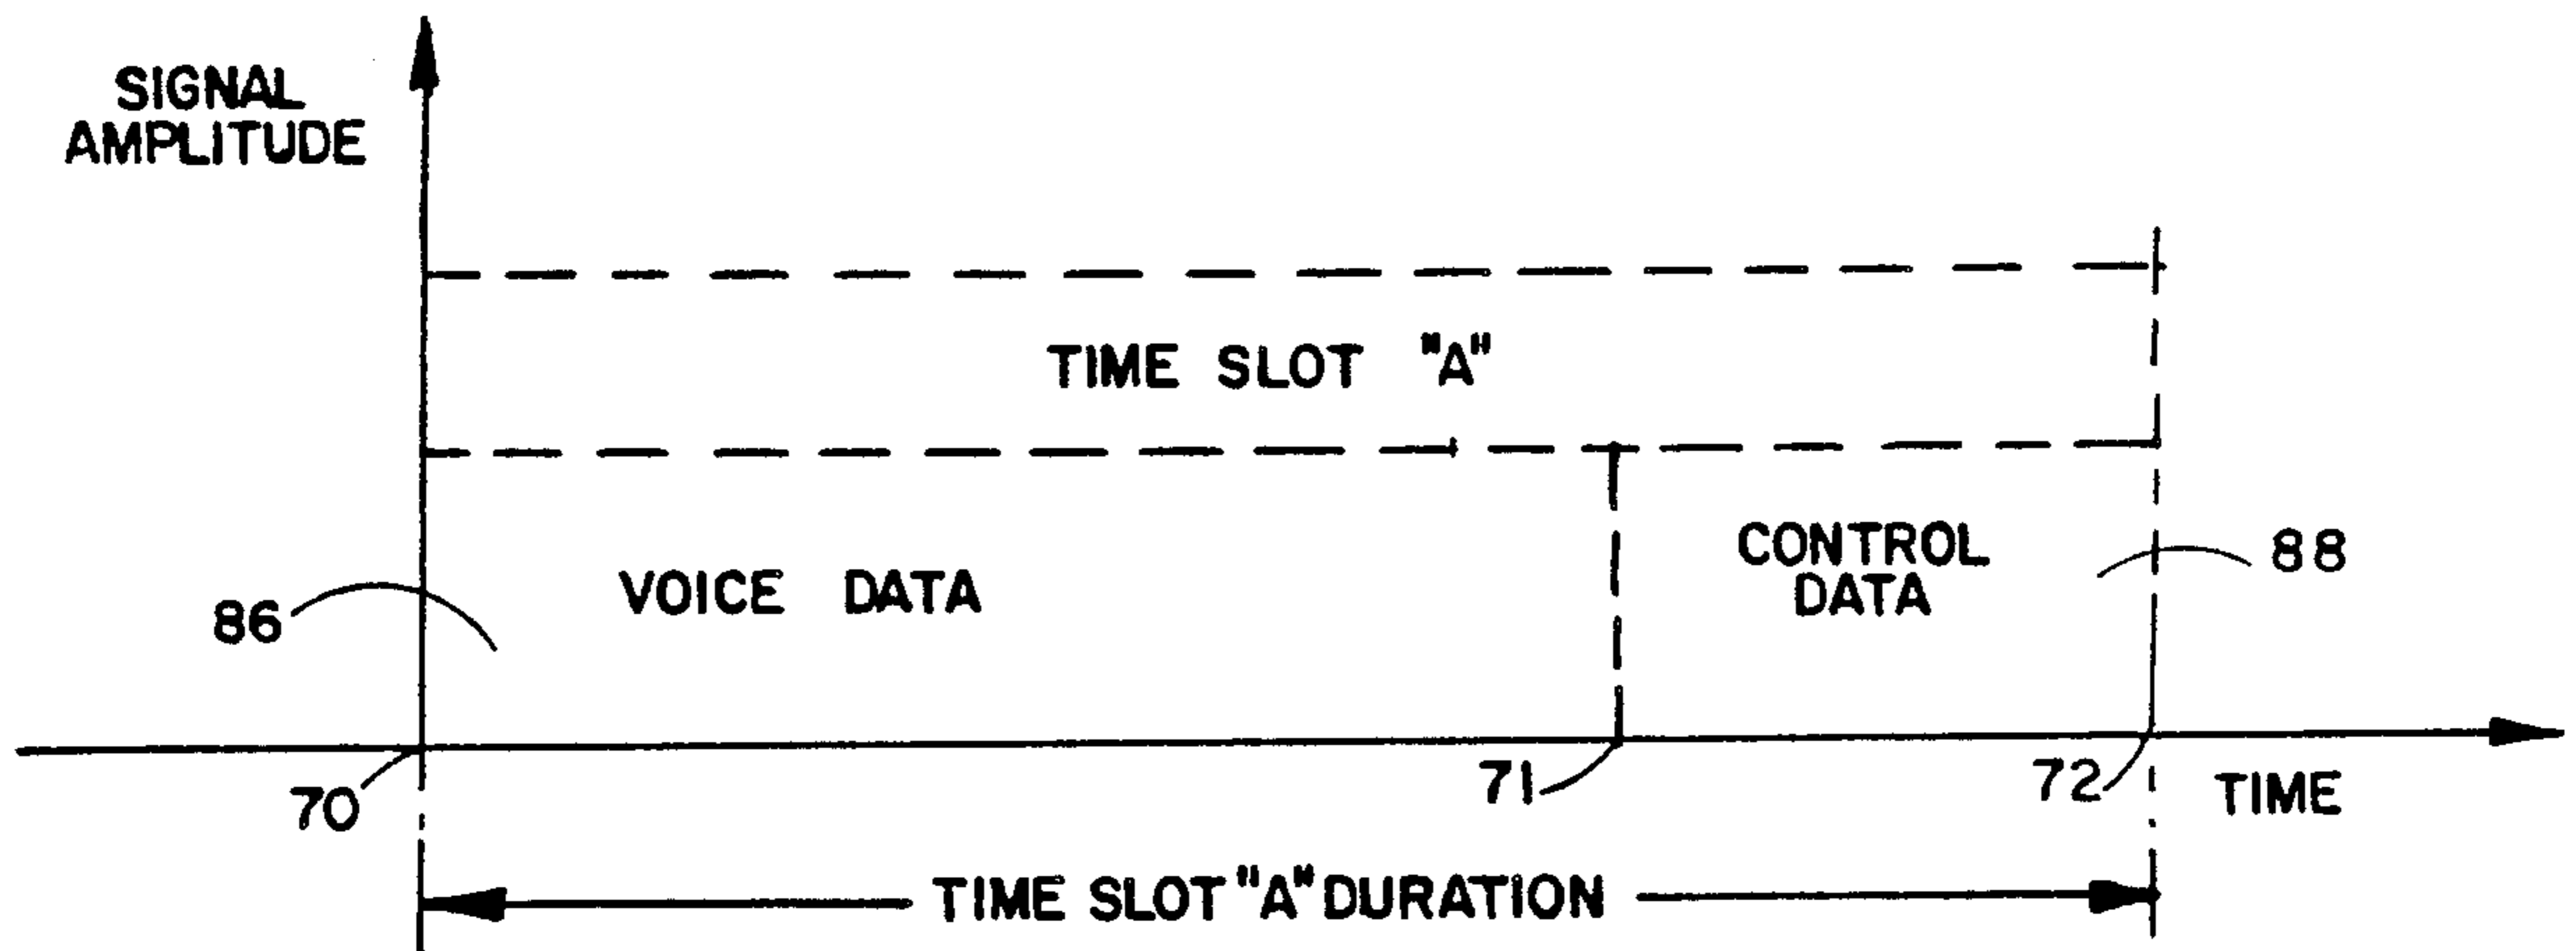 SIGNAL
AMPLITUDE
TIME SLOT "A"
VOICE DATA
CONTROL
DATA
86
88
70
71
72
TIME
TIME SLOT "A" DURATION